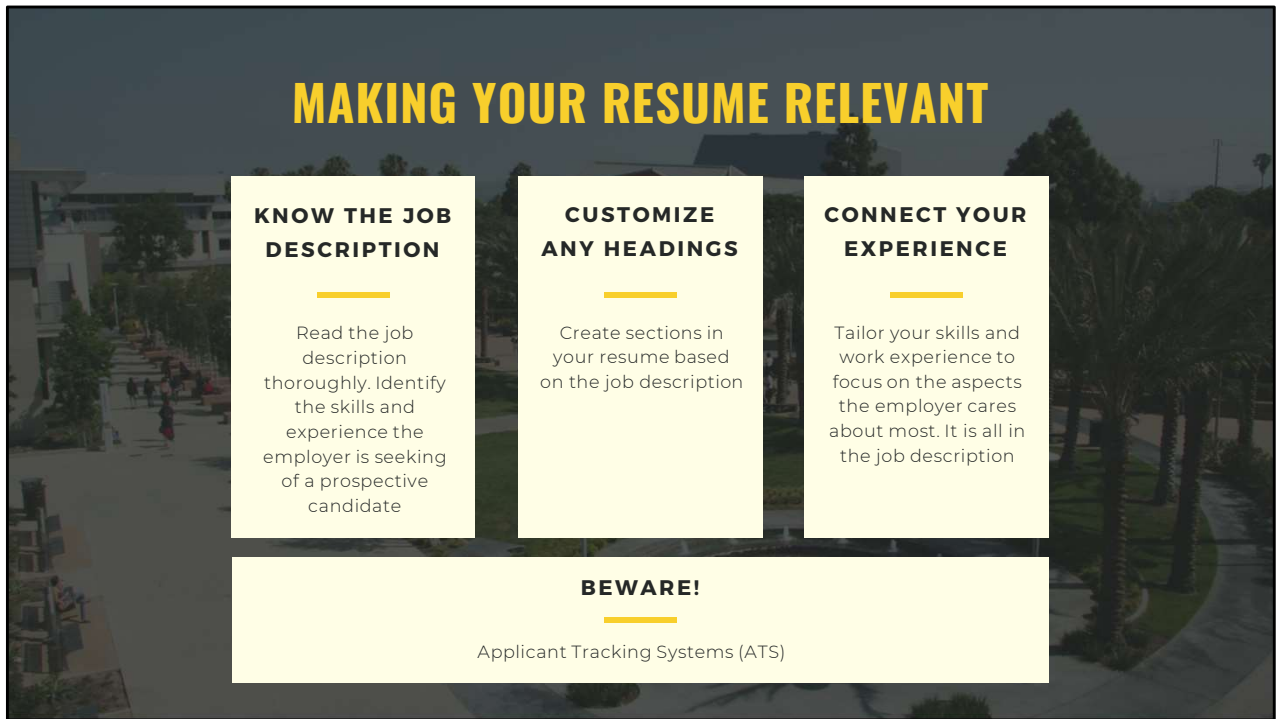 MAKING YOUR RESUME RELEVANT
KNOW THE JOB
DESCRIPTION
Read the job
description
thoroughly. Identify
the skills and
experience the
employer is seeking
of a prospective
candidate
CUSTOMIZE
ANY HEADINGS
Create sections in
your resume based
on the job description
CONNECT YOUR
EXPERIENCE
Tailor your skills and
work experience to
focus on the aspects
the employer cares
about most. It is all in
the job description
BEWARE!
Applicant Tracking Systems (ATS)